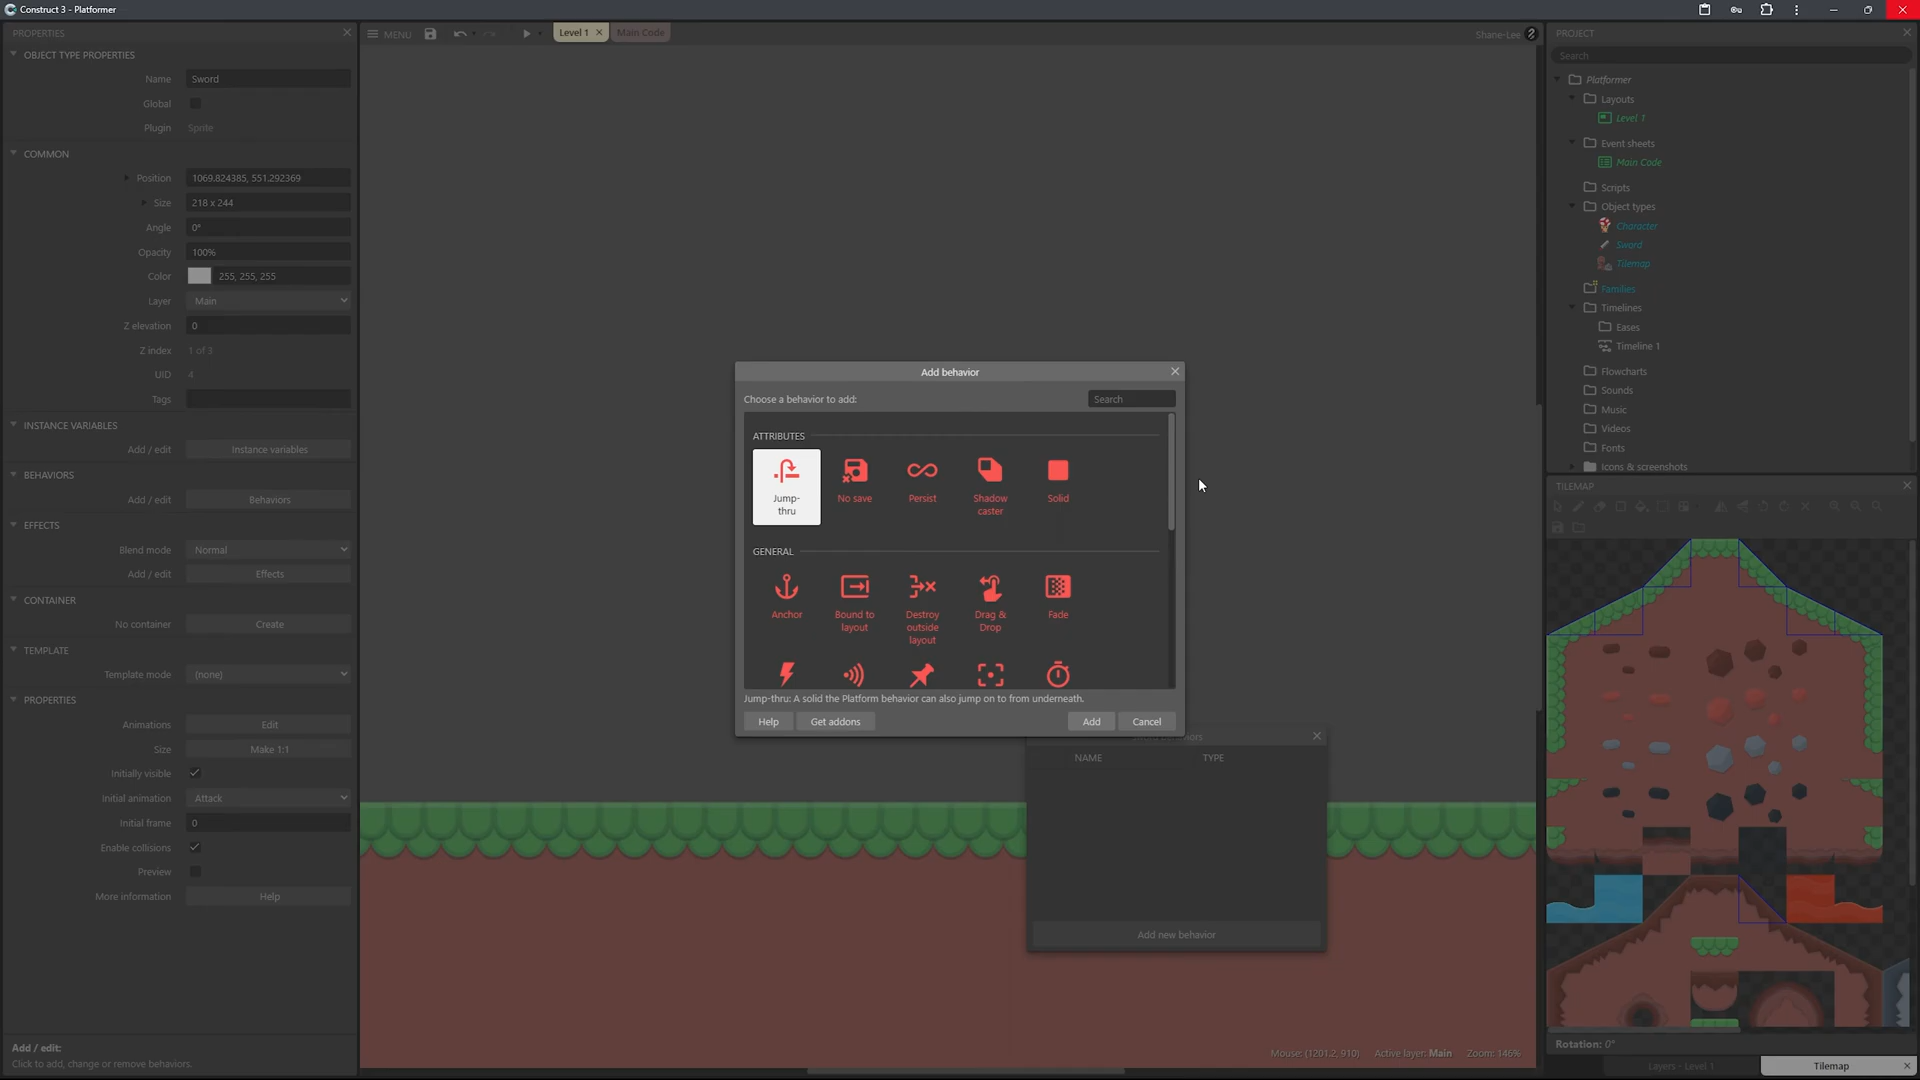 Construct 3 - Platformer
PROPERTIES
MENU
Level 1
Main Code
Shane-Lee
PROJECT
Search
OBJECT TYPE PROPERTIES
Name Sword
Global
Plugin Sprite
COMMON
Position 1069.824385, 551.292369
Size 218 x 244
Angle 0°
Opacity 100%
Color 255, 255, 255
Layer Main
Z elevation 0
Z index 1 of 3
UID 4
Tags
INSTANCE VARIABLES
Add / edit Instance variables
BEHAVIORS
Add / edit Behaviors
EFFECTS
Blend mode Normal
Add / edit Effects
CONTAINER
No container Create
TEMPLATE
Template mode (none)
PROPERTIES
Animations Edit
Size Make 1:1
Initially visible
Initial animation Attack
Initial frame 0
Enable collisions
Preview
More information Help
Add / edit:
Click to add, change or remove behaviors.
Add behavior
Choose a behavior to add:
Search
ATTRIBUTES
Jump-
thru
No save
Persist
Shadow
caster
Solid
GENERAL
Anchor
Bound to
layout
Destroy
outside
layout
Drag &
Drop
Fade
Jump-thru: A solid the Platform behavior can also jump on to from underneath.
Help
Get addons
Add
Cancel
NAME
TYPE
Add new behavior
Mouse: (1201.2, 910) Active layer: Main Zoom: 146%
Platformer
Layouts
Level 1
Event sheets
Main Code
Scripts
Object types
Character
Sword
Tilemap
Families
Timelines
Eases
Timeline 1
Flowcharts
Sounds
Music
Videos
Fonts
Icons & screenshots
TILEMAP
Rotation: 0°
Layers - Level 1
Tilemap